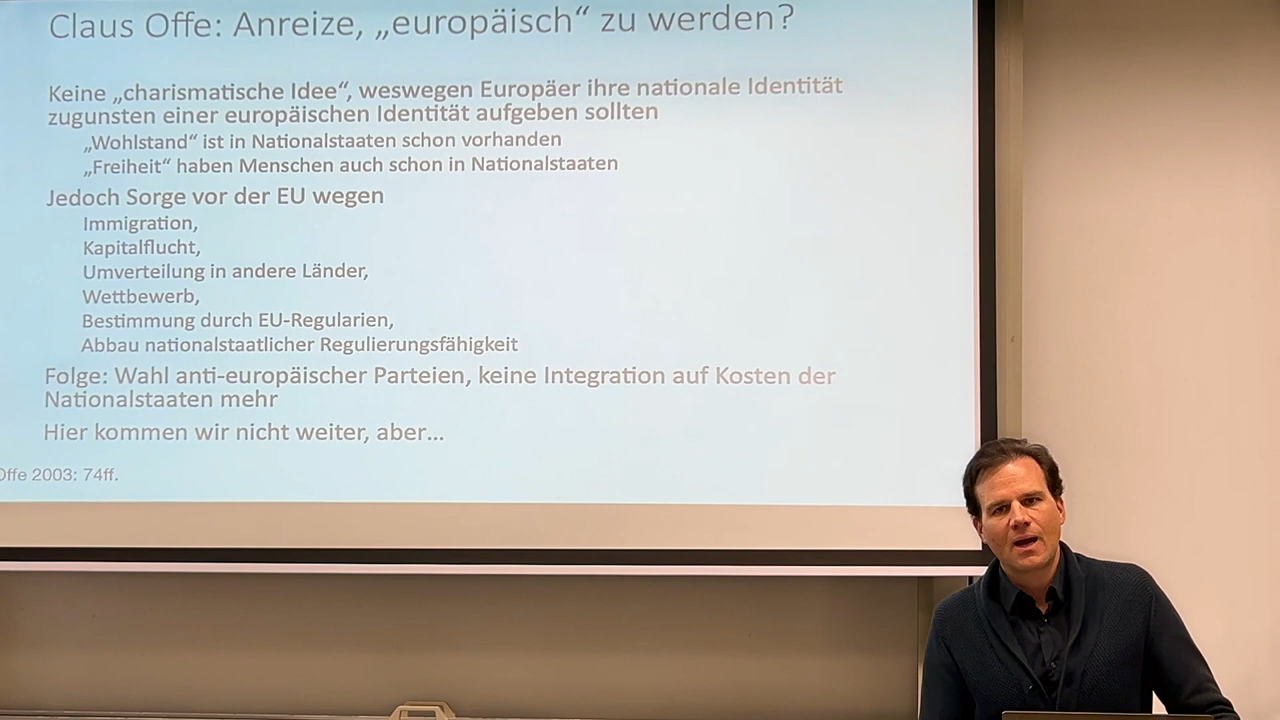 Claus Offe: Anreize, „europäisch“ zu werden?
Keine „charismatische Idee“, weswegen Europäer ihre nationale Identität
zugunsten einer europäischen Identität aufgeben sollten
„Wohlstand“ ist in Nationalstaaten schon vorhanden
„Freiheit“ haben Menschen auch schon in Nationalstaaten
Jedoch Sorge vor der EU wegen
Immigration,
Kapitalflucht,
Umverteilung in andere Länder,
Wettbewerb,
Bestimmung durch EU-Regularien,
Abbau nationalstaatlicher Regulierungsfähigkeit
Folge: Wahl anti-europäischer Parteien, keine Integration auf Kosten der
Nationalstaaten mehr
Hier kommen wir nicht weiter, aber...
Offe 2003: 74ff.